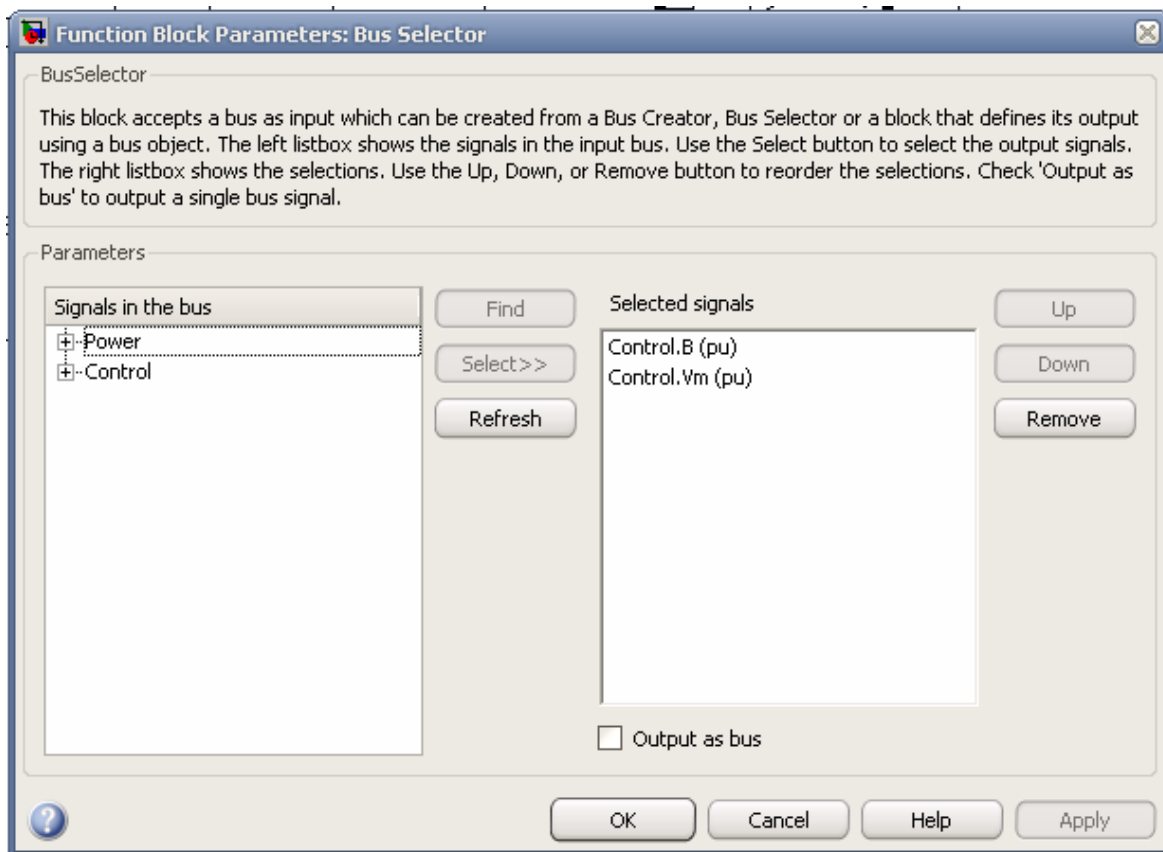 Function Block Parameters: Bus Selector
BusSelector
This block accepts a bus as input which can be created from a Bus Creator, Bus Selector or a block that defines its output
using a bus object. The left listbox shows the signals in the input bus. Use the Select button to select the output signals.
The right listbox shows the selections. Use the Up, Down, or Remove button to reorder the selections. Check 'Output as
bus' to output a single bus signal.
Parameters
Signals in the bus
Power
Control
Find
Select>>
Refresh
Selected signals
Control.B (pu)
Control.Vm (pu)
Output as bus
Up
Down
Remove
?
OK
Cancel
Help
Apply